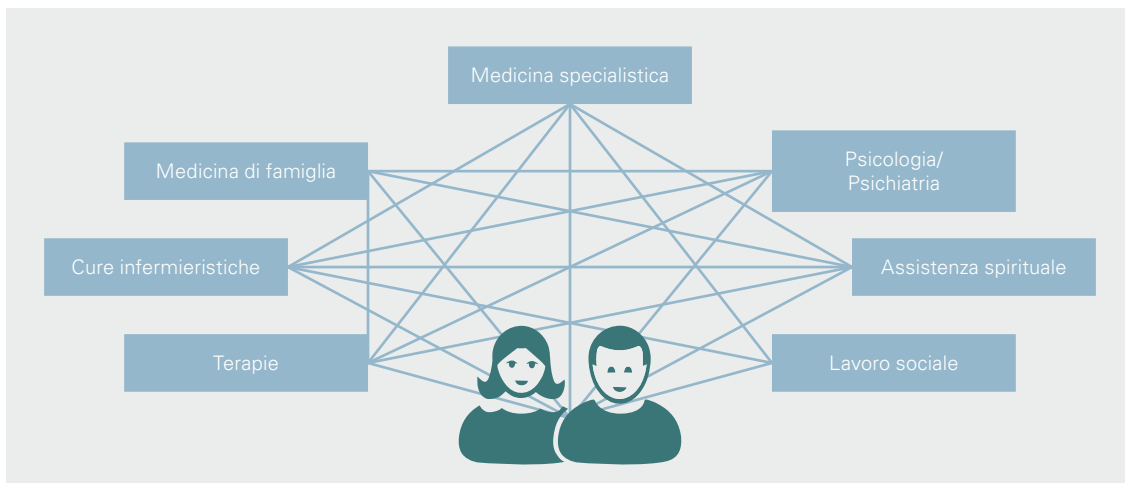 Medicina specialistica
Medicina di famiglia
Psicologia/
Psichiatria
Cure infermieristiche
Assistenza spirituale
Terapie
Lavoro sociale